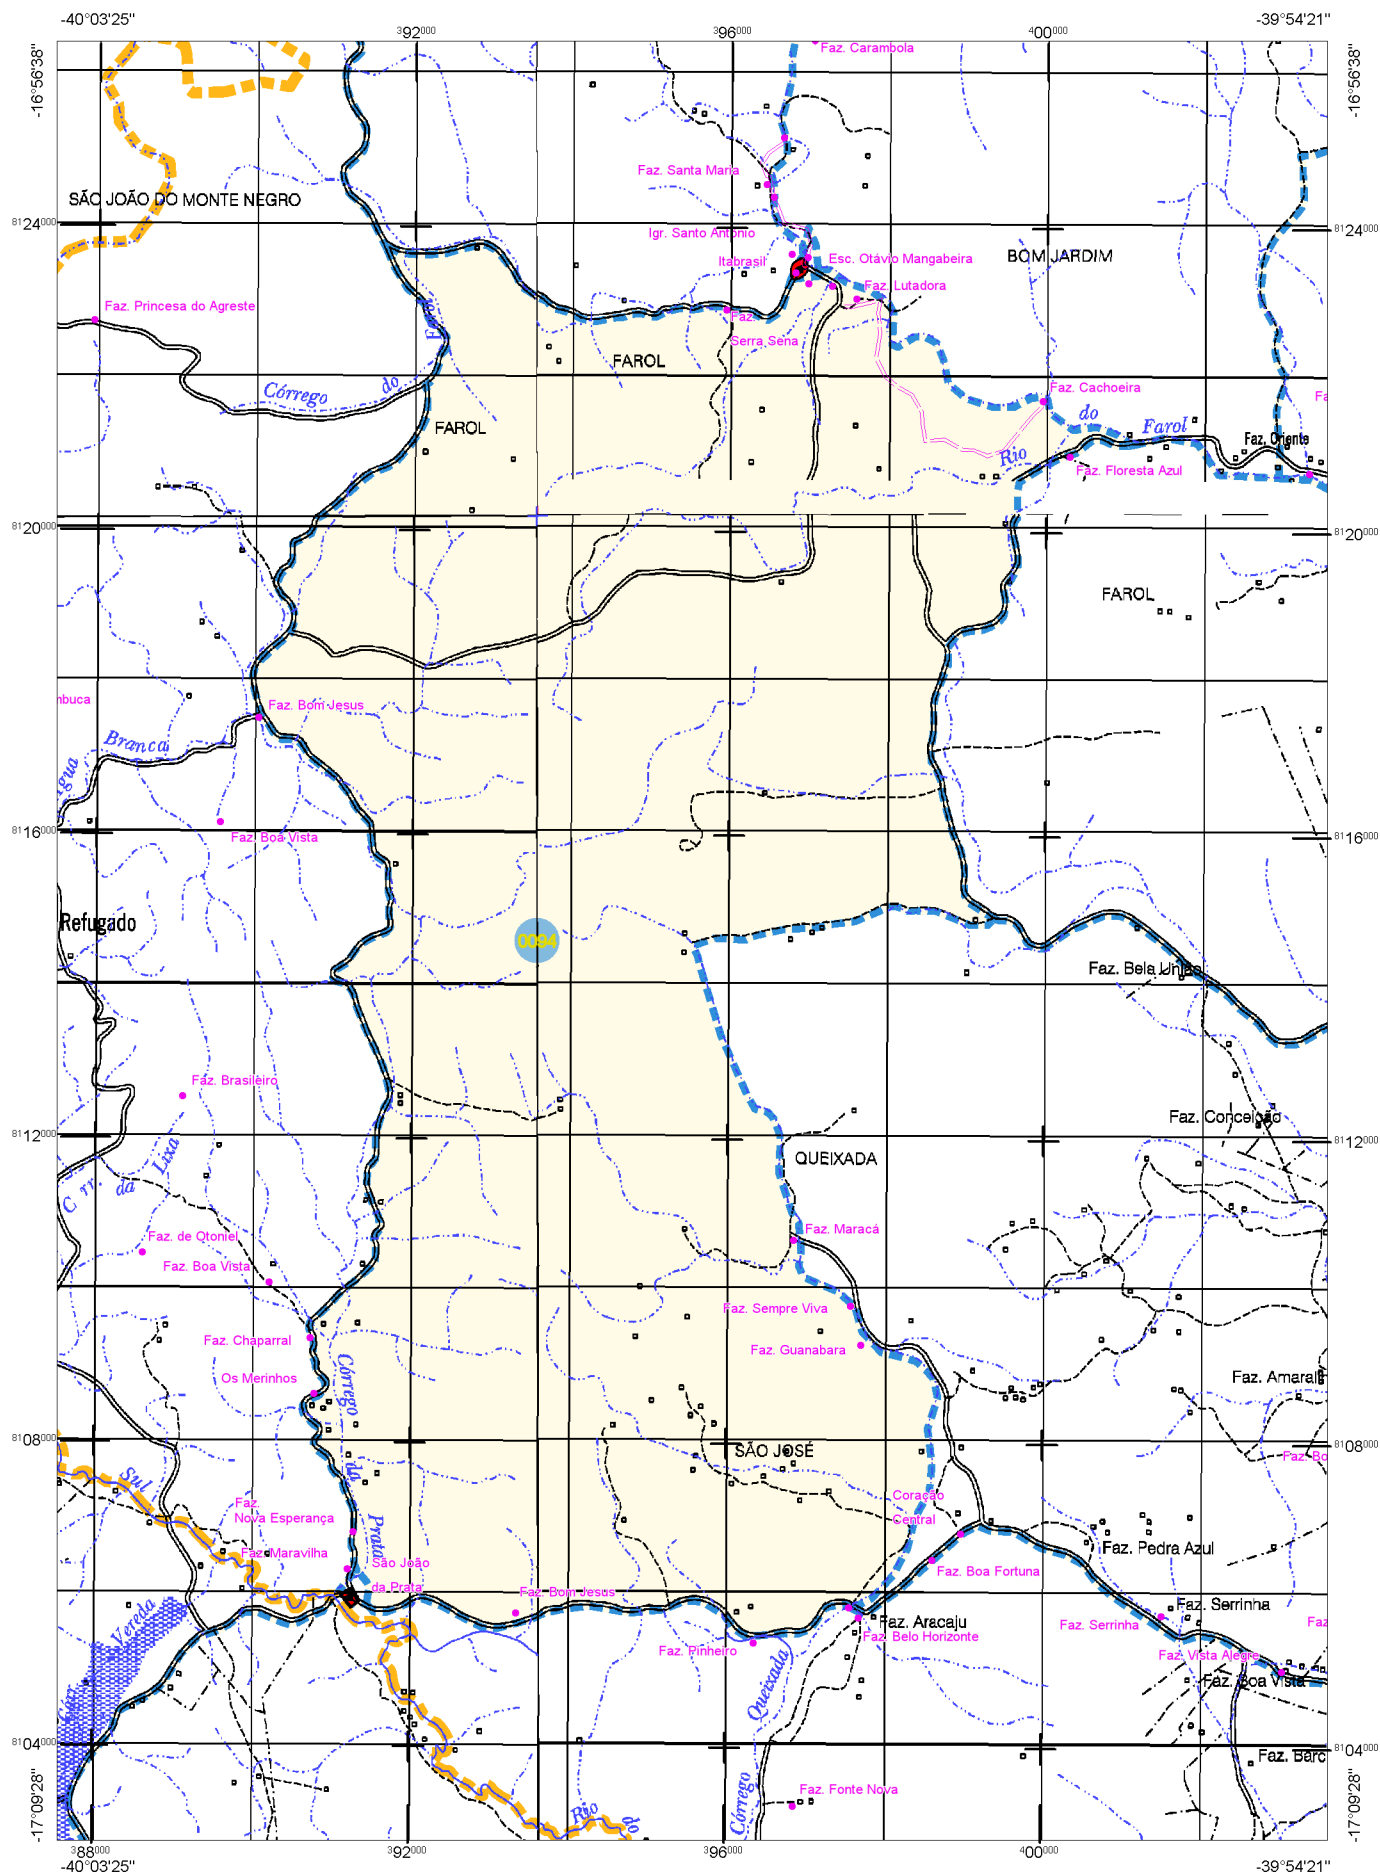 -40°03'25"
392000
396000
400000
-39°54'21"
-16°56'38"
-16°56'38"
Faz. Carambola
Faz. Santa Maria
SÃO JOÃO DO MONTE NEGRO
8124000
8124000
Igr. Santo Antônio
BOM JARDIM
Itabrasil
Esc. Otávio Mangabeira
Faz. Lutadora
Faz. Princesa do Agreste
Farol
Faz.
Serra Sena
FAROL
Córrego do
Faz. Cachoeira
FAROL
Rio do Farol
Faz. Oriente
Faz. Floresta Azul
8120000
8120000
FAROL
mbuca
Faz. Bom Jesus
Branca
8116000
8116000
Faz. Boa Vista
Refugado
0094
Faz. Bela União
Faz. Brasileiro
Faz. Conceição
8112000
8112000
Crr. da Lixa
QUEIXADA
Faz. Maracá
Faz. de Otoniel
Faz. Boa Vista
Faz. Sempre Viva
Faz. Chaparral
Faz. Guanabara
Os Merinhos
Faz. Amaral
Córrego da Prata
8108000
8108000
SÃO JOSÉ
Faz. Bo
Sul
Coração
Central
Faz.
Nova Esperança
Faz. Maravilha
São João
da Prata
Faz. Pedra Azul
Faz. Boa Fortuna
Faz. Bom Jesus
Faz. Serrinha
Vereda
Faz. Aracaju
Faz. Belo Horizonte
Faz. Serrinha
Faz
Faz. Pinheiro
Faz. Vista Alegre
Faz. Boa Vista
Córrego Queixada
8104000
8104000
Faz. Barc
Faz. Fonte Nova
Rio do
-17°09'28"
-17°09'28"
388000
392000
396000
400000
-40°03'25"
-39°54'21"